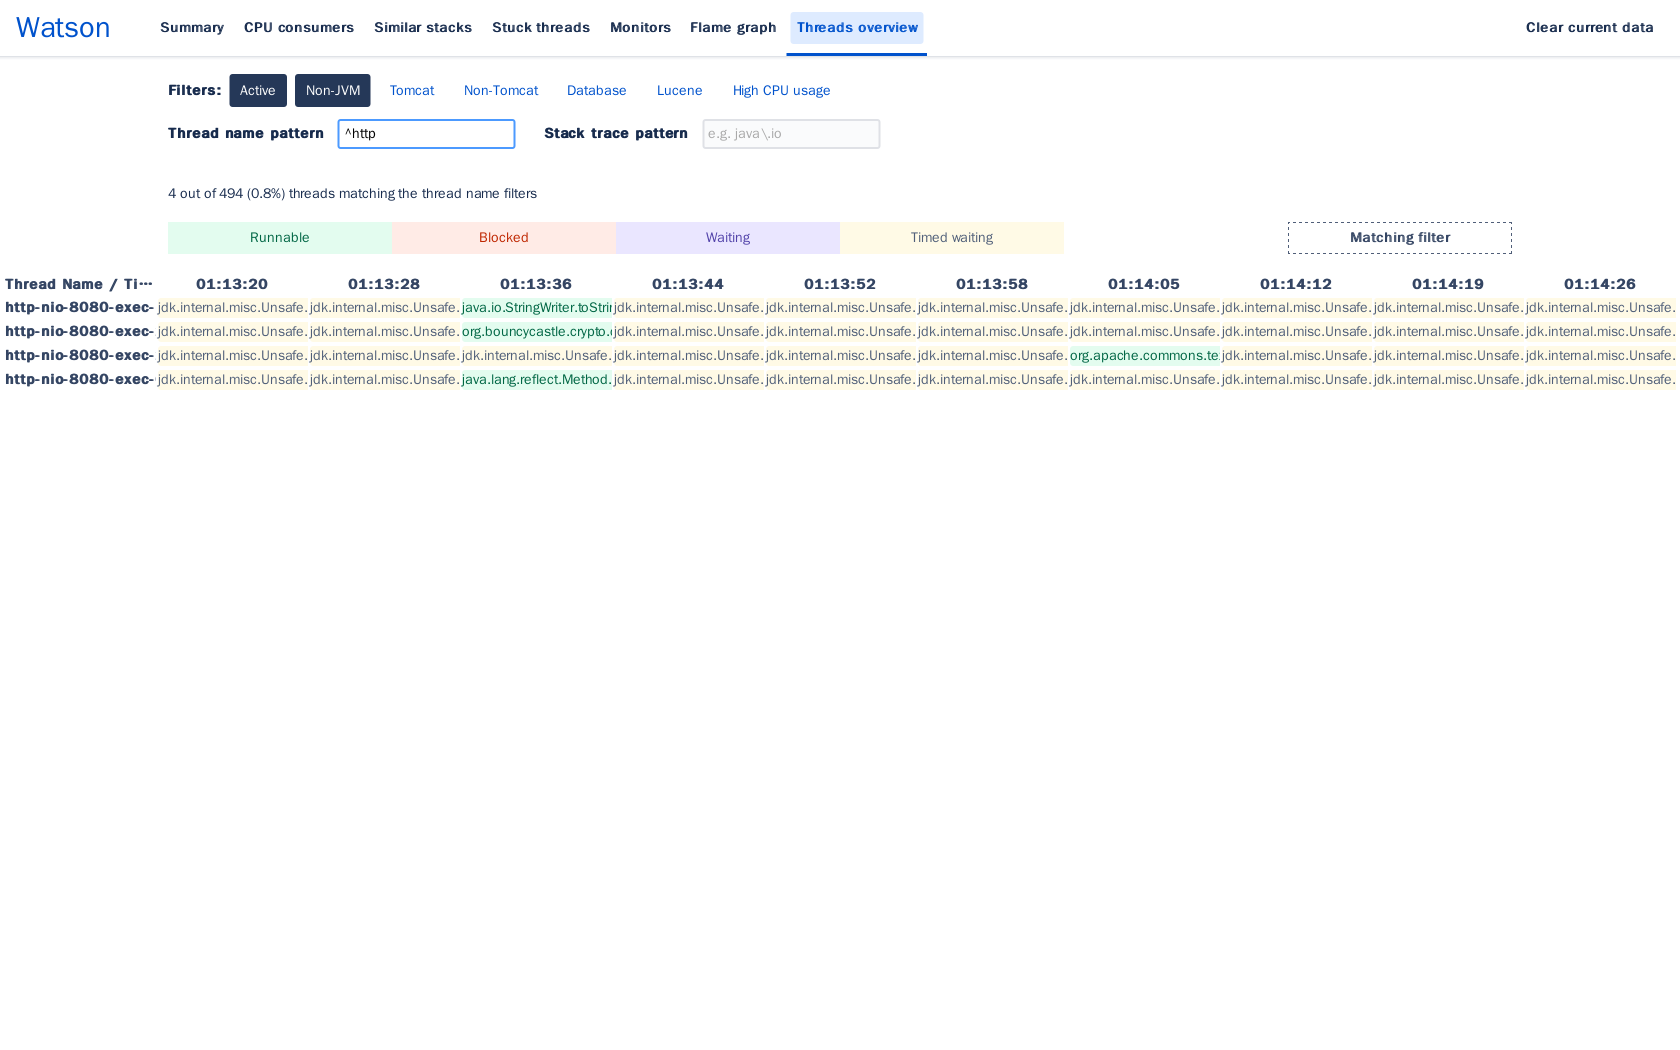 Watson Summary CPU consumers Similar stacks Stuck threads Monitors Flame graph Threads overview Clear current data
Filters: Active Non-JVM Tomcat Non-Tomcat Database Lucene High CPU usage
Thread name pattern ^http Stack trace pattern e.g. java\.io
4 out of 494 (0.8%) threads matching the thread name filters
Runnable Blocked Waiting Timed waiting Matching filter
Thread Name / Ti··· 01:13:20 01:13:28 01:13:36 01:13:44 01:13:52 01:13:58 01:14:05 01:14:12 01:14:19 01:14:26
http-nio-8080-exec- jdk.internal.misc.Unsafe. jdk.internal.misc.Unsafe. java.io.StringWriter.toStrin jdk.internal.misc.Unsafe. jdk.internal.misc.Unsafe. jdk.internal.misc.Unsafe. jdk.internal.misc.Unsafe. jdk.internal.misc.Unsafe. jdk.internal.misc.Unsafe. jdk.internal.misc.Unsafe.
http-nio-8080-exec- jdk.internal.misc.Unsafe. jdk.internal.misc.Unsafe. org.bouncycastle.crypto. jdk.internal.misc.Unsafe. jdk.internal.misc.Unsafe. jdk.internal.misc.Unsafe. jdk.internal.misc.Unsafe. jdk.internal.misc.Unsafe. jdk.internal.misc.Unsafe. jdk.internal.misc.Unsafe.
http-nio-8080-exec- jdk.internal.misc.Unsafe. jdk.internal.misc.Unsafe. jdk.internal.misc.Unsafe. jdk.internal.misc.Unsafe. jdk.internal.misc.Unsafe. jdk.internal.misc.Unsafe. org.apache.commons.te jdk.internal.misc.Unsafe. jdk.internal.misc.Unsafe. jdk.internal.misc.Unsafe.
http-nio-8080-exec- jdk.internal.misc.Unsafe. jdk.internal.misc.Unsafe. java.lang.reflect.Method. jdk.internal.misc.Unsafe. jdk.internal.misc.Unsafe. jdk.internal.misc.Unsafe. jdk.internal.misc.Unsafe. jdk.internal.misc.Unsafe. jdk.internal.misc.Unsafe. jdk.internal.misc.Unsafe.